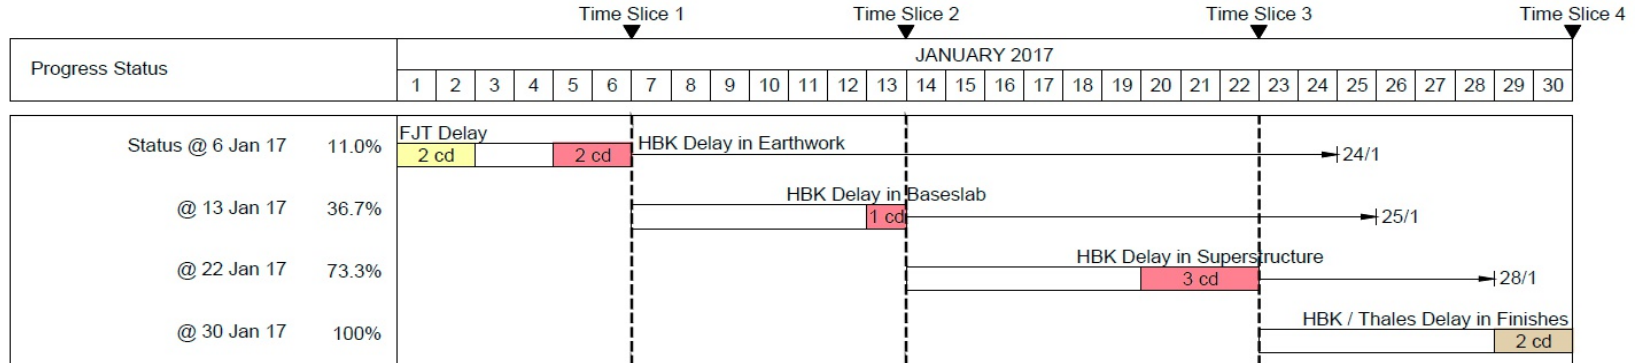 Time Slice 1 Time Slice 2 Time Slice 3 Time Slice 4
Progress Status
JANUARY 2017
1 2 3 4 5 6 7 8 9 10 11 12 13 14 15 16 17 18 19 20 21 22 23 24 25 26 27 28 29 30
FJT Delay
Status @ 6 Jan 17 11.0% 2 cd 2 cd HBK Delay in Earthwork 24/1
HBK Delay in Baseslab
@ 13 Jan 17 36.7% 1 cd 25/1
HBK Delay in Superstructure
@ 22 Jan 17 73.3% 3 cd 28/1
HBK / Thales Delay in Finishes
@ 30 Jan 17 100% 2 cd